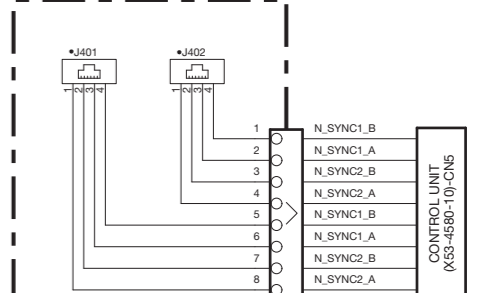 •J401 •J402
1 2 3 4 1 2 3 4
1 N_SYNC1_B
2 N_SYNC1_A
3 N_SYNC2_B
4 N_SYNC2_A
5 N_SYNC1_B
6 N_SYNC1_A
7 N_SYNC2_B
8 N_SYNC2_A
CONTROL UNIT
(X53-4580-10)-CN5